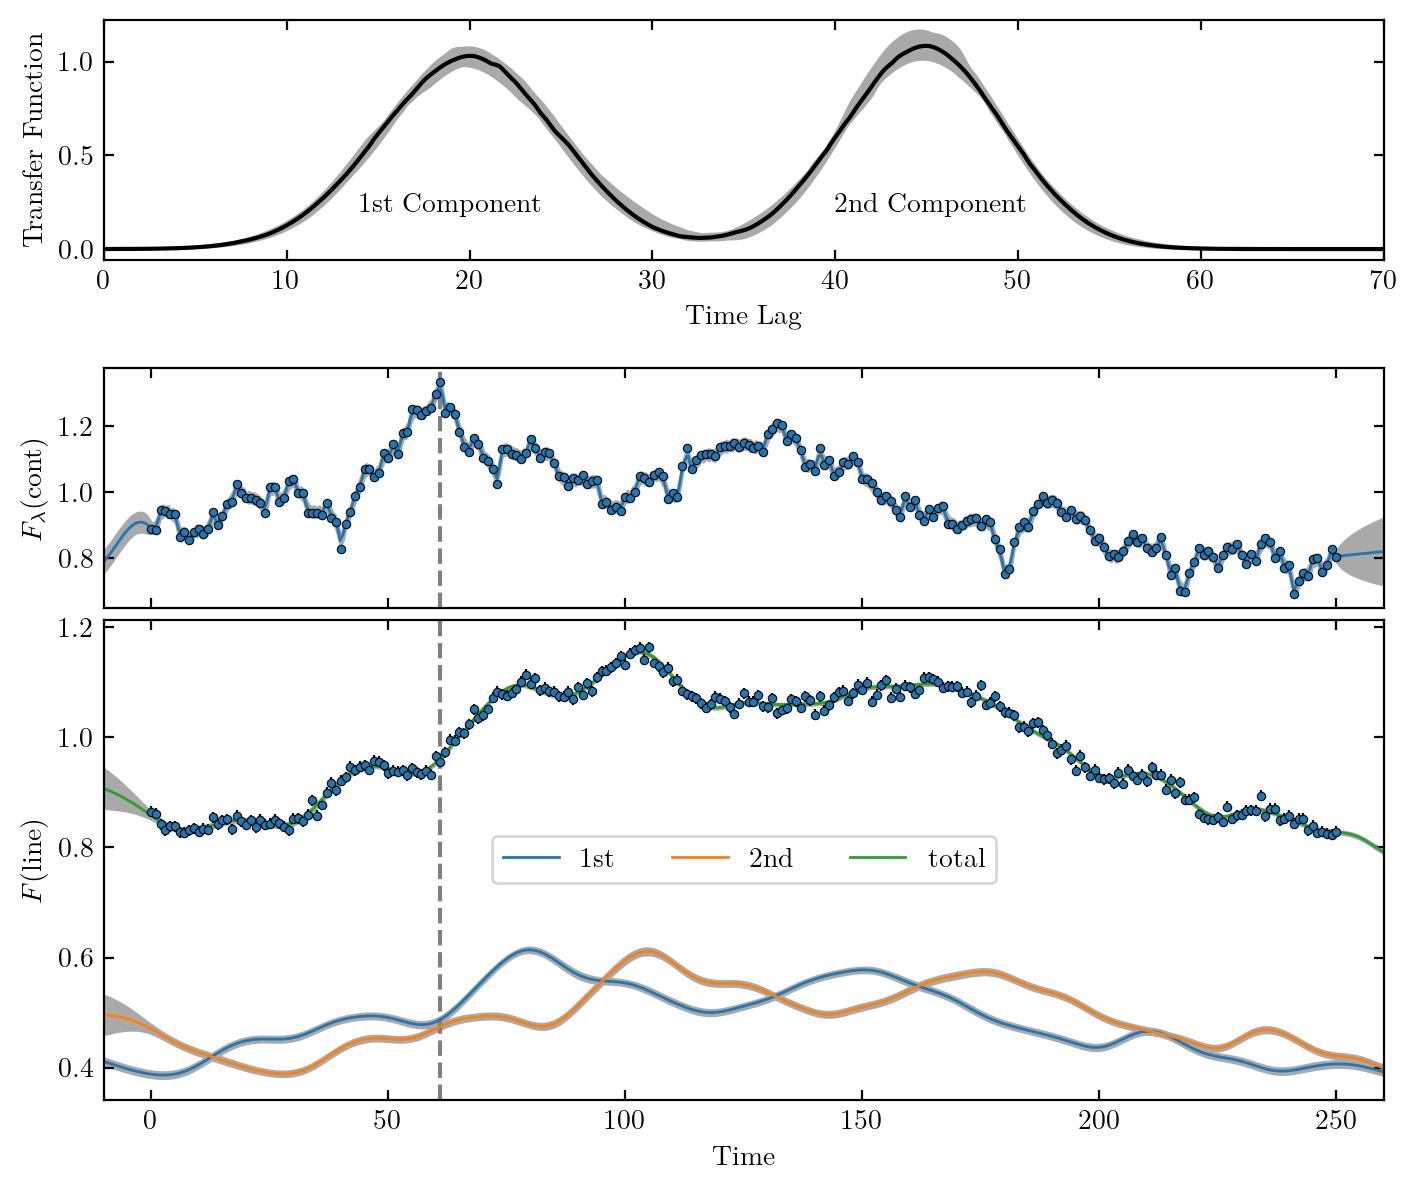 Transfer Function
1.0
0.5
0.0
1st Component
2nd Component
0 10 20 30 40 50 60 70
Time Lag
F_λ(cont)
1.2
1.0
0.8
F(line)
1.2
1.0
0.8
0.6
0.4
1st 2nd total
0 50 100 150 200 250
Time